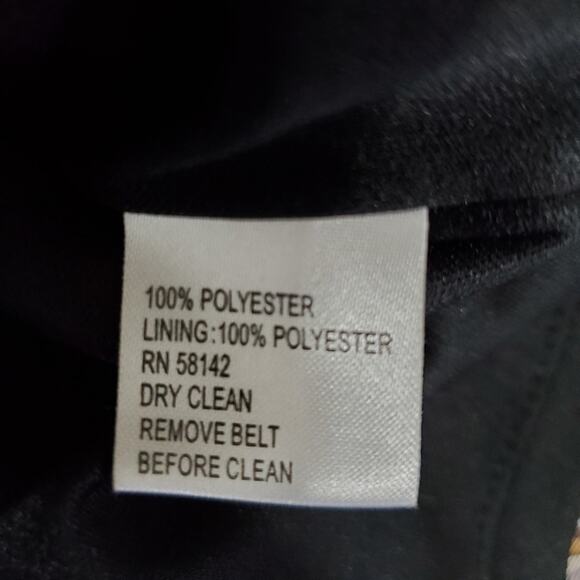 100% POLYESTER
LINING:100% POLYESTER
RN 58142
DRY CLEAN
REMOVE BELT
BEFORE CLEAN